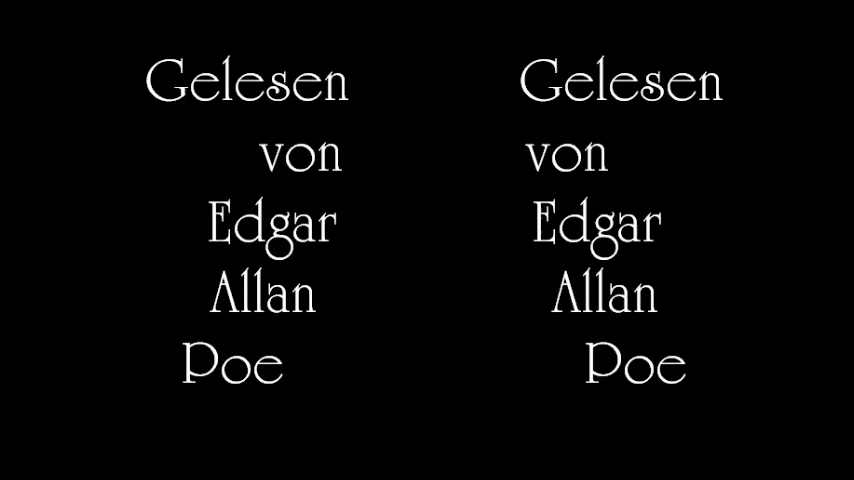 Gelesen Gelesen
von von
Edgar Edgar
Allan Allan
Poe Poe